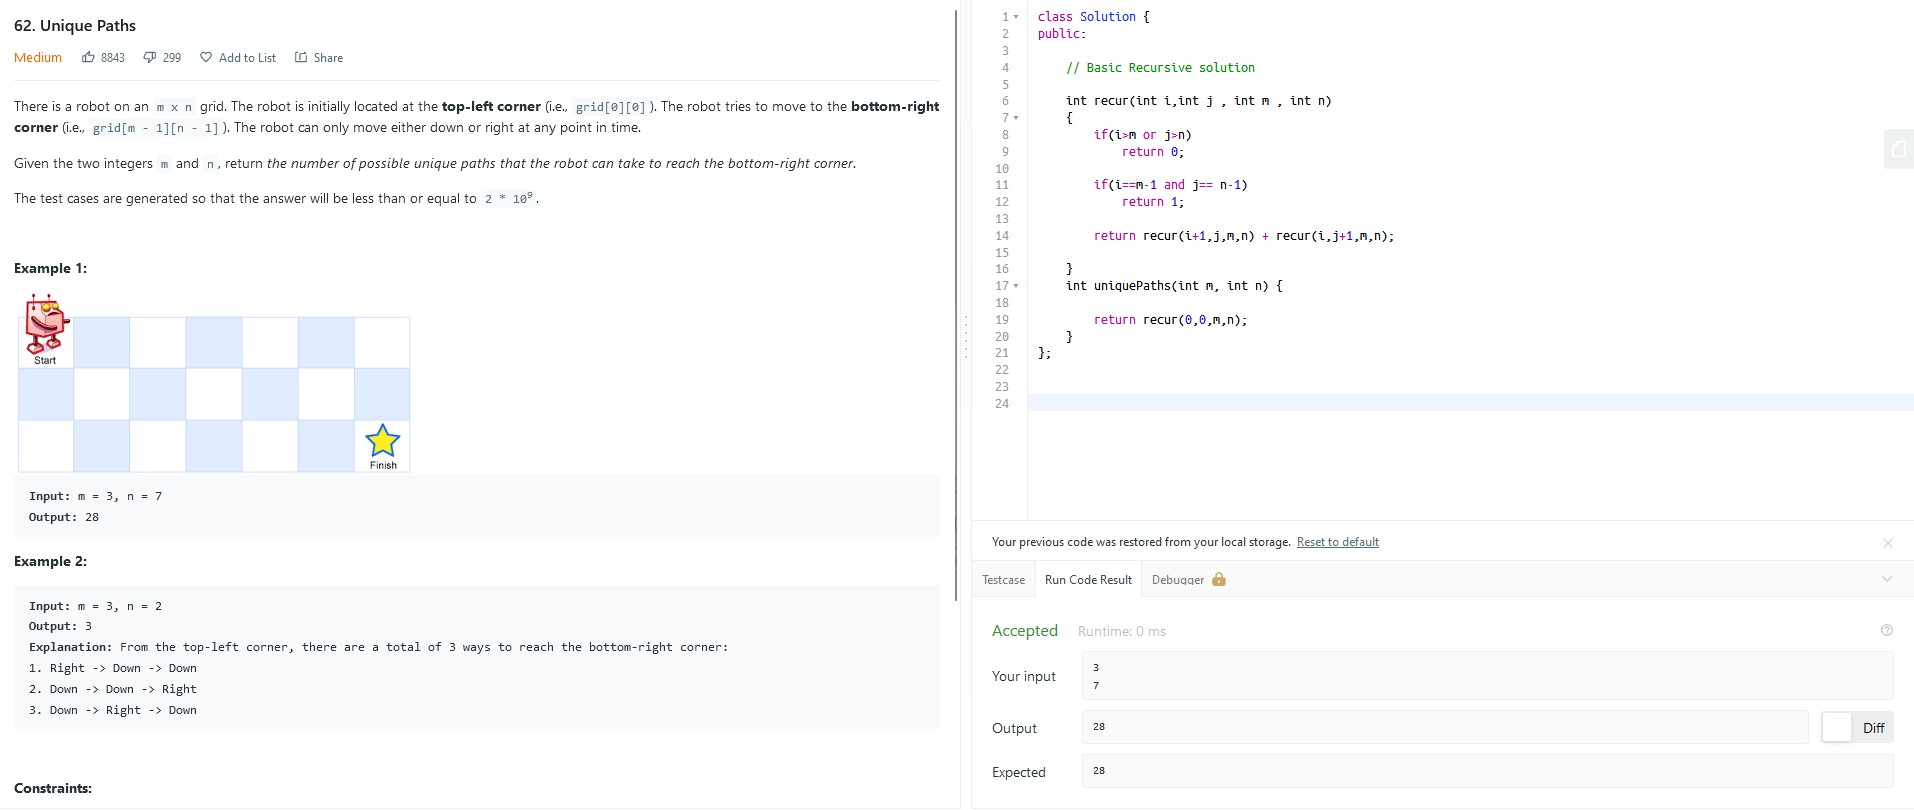 62. Unique Paths
Medium 8843 299 Add to List Share
There is a robot on an m x n grid. The robot is initially located at the top-left corner (i.e., grid[0][0] ). The robot tries to move to the bottom-right
corner (i.e., grid[m - 1][n - 1] ). The robot can only move either down or right at any point in time.
Given the two integers m and n , return the number of possible unique paths that the robot can take to reach the bottom-right corner.
The test cases are generated so that the answer will be less than or equal to 2 * 10⁹ .
Example 1:
Start
Finish
Input: m = 3, n = 7
Output: 28
Example 2:
Input: m = 3, n = 2
Output: 3
Explanation: From the top-left corner, there are a total of 3 ways to reach the bottom-right corner:
1. Right -> Down -> Down
2. Down -> Down -> Right
3. Down -> Right -> Down
Constraints:
1 class Solution {
2 public:
3
4 // Basic Recursive solution
5
6 int recur(int i,int j , int m , int n)
7 {
8 if(i>m or j>n)
9 return 0;
10
11 if(i==m-1 and j== n-1)
12 return 1;
13
14 return recur(i+1,j,m,n) + recur(i,j+1,m,n);
15
16 }
17 int uniquePaths(int m, int n) {
18
19 return recur(0,0,m,n);
20 }
21 };
22
23
24
Your previous code was restored from your local storage. Reset to default
Testcase Run Code Result Debugger
Accepted Runtime: 0 ms
Your input
3
7
Output 28 Diff
Expected 28